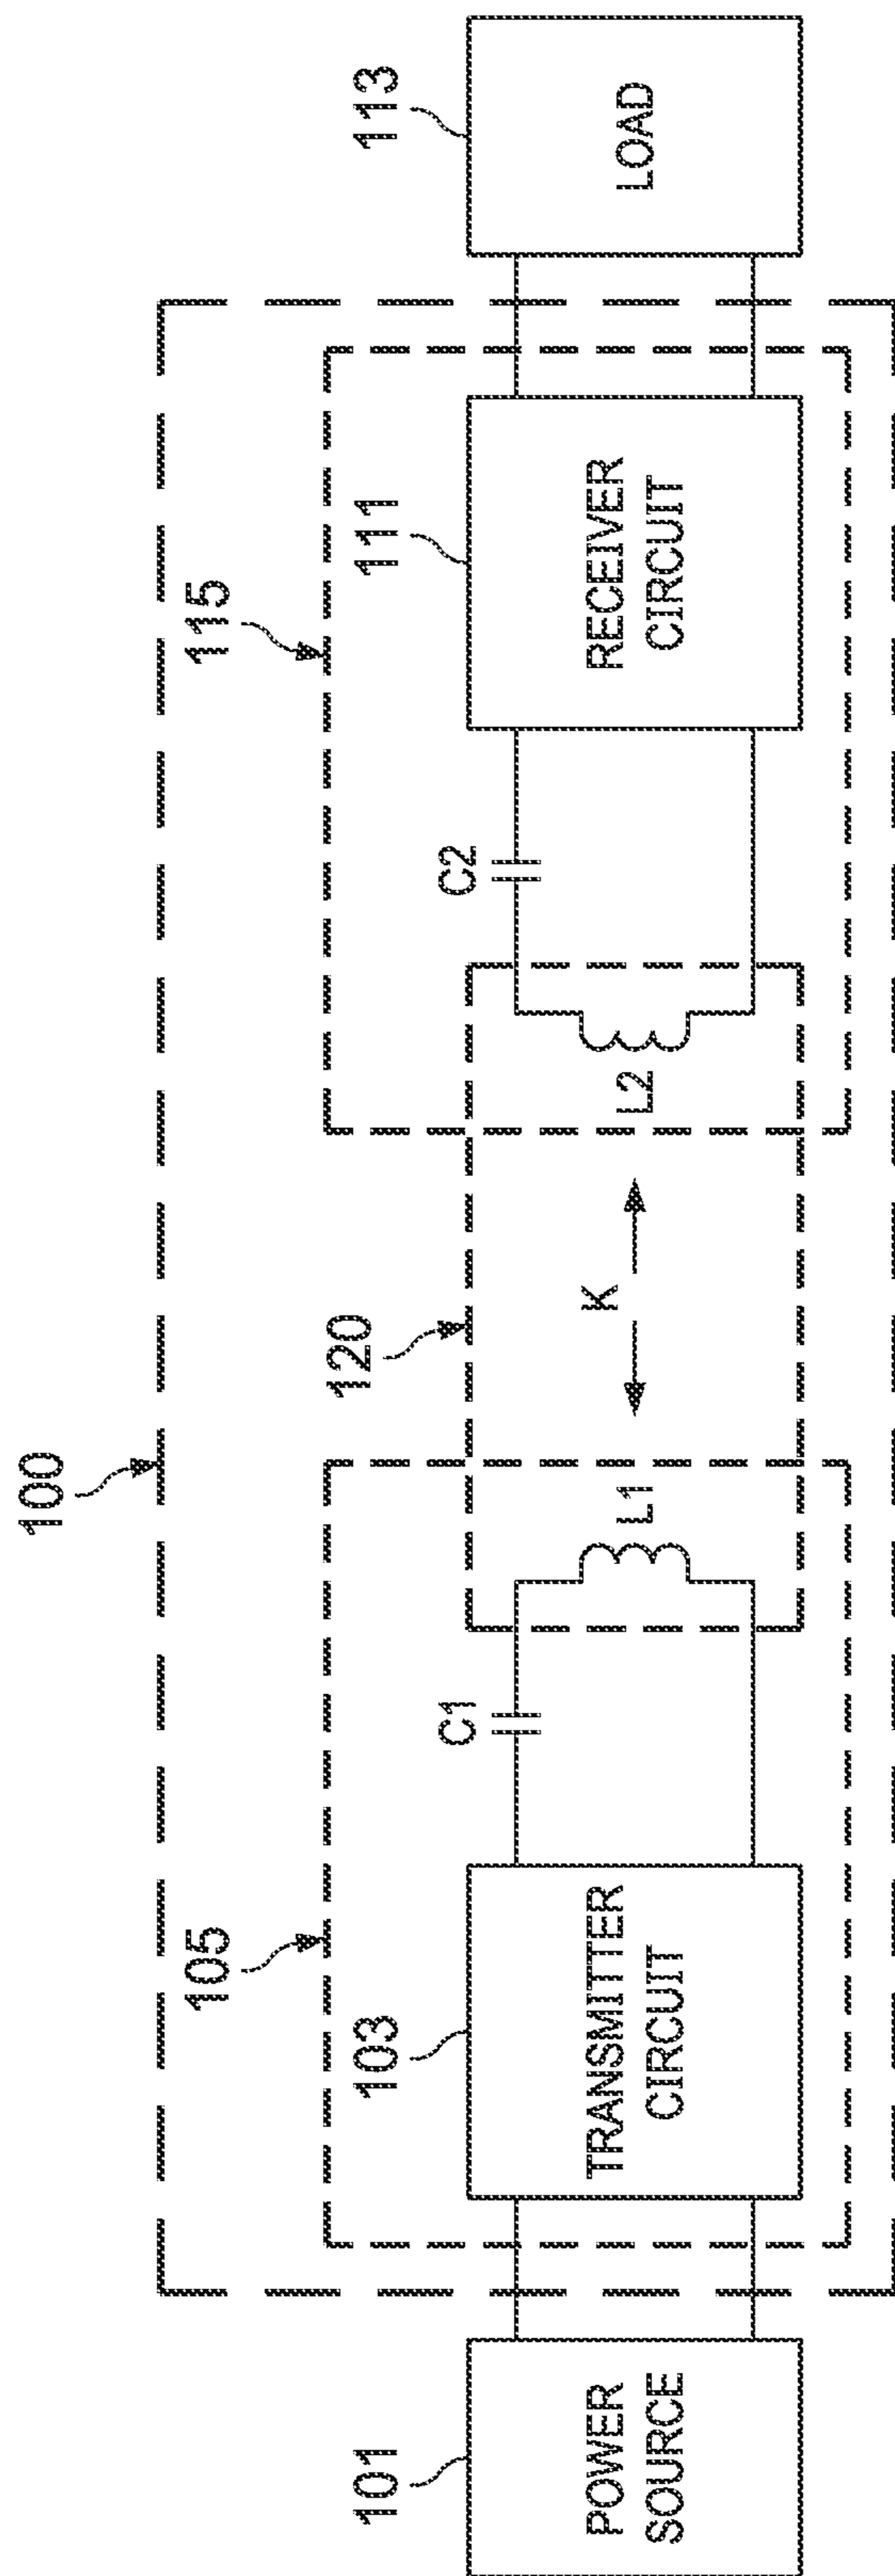 100
105
115
120
101
103
111
113
C1
C2
POWER
SOURCE
TRANSMITTER
CIRCUIT
L1
K
L2
RECEIVER
CIRCUIT
LOAD